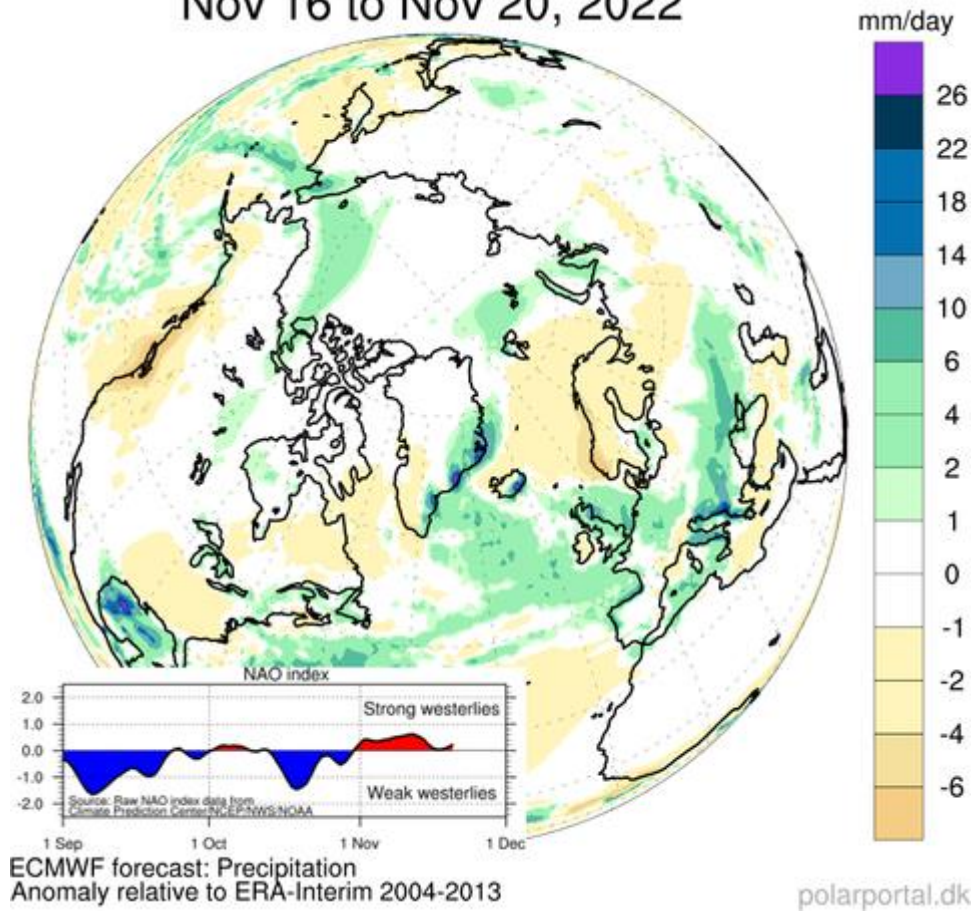 Nov 16 to Nov 20, 2022
mm/day
26
22
18
14
10
6
4
2
1
0
-1
-2
-4
-6
NAO index
2.0
1.0
0.0
-1.0
-2.0
Strong westerlies
Weak westerlies
Source: Raw NAO index data from
Climate Prediction Center/NCEP/NWS/NOAA
1 Sep
1 Oct
1 Nov
1 Dec
ECMWF forecast: Precipitation
Anomaly relative to ERA-Interim 2004-2013
polarportal.dk